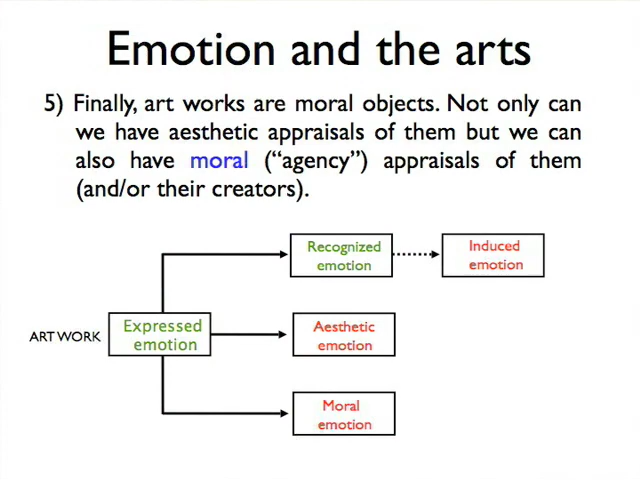 Emotion and the arts
5) Finally, art works are moral objects. Not only can
we have aesthetic appraisals of them but we can
also have moral (“agency”) appraisals of them
(and/or their creators).
Recognized
emotion
Induced
emotion
ART WORK
Expressed
emotion
Aesthetic
emotion
Moral
emotion